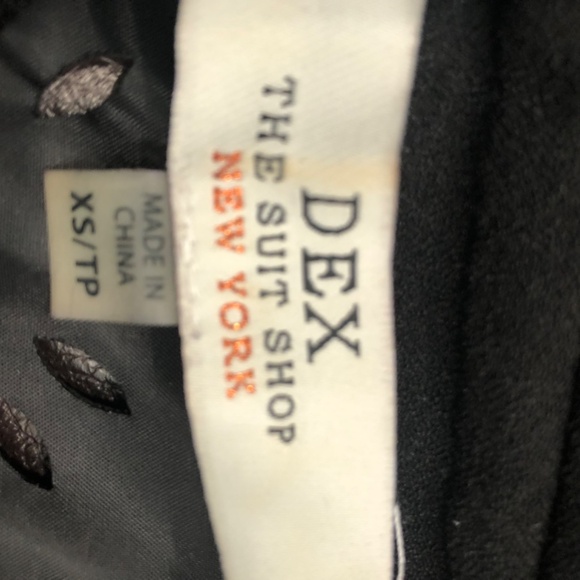 DEX
THE SUIT SHOP
NEW YORK
MADE IN
CHINA
XS/TP